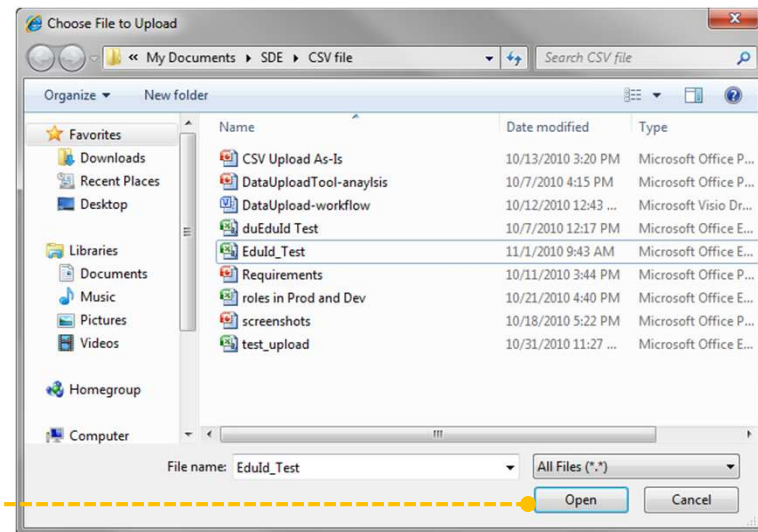 Choose File to Upload
« My Documents ▸ SDE ▸ CSV file
Search CSV file
Organize ▾ New folder
Favorites
Downloads
Recent Places
Desktop
Libraries
Documents
Music
Pictures
Videos
Homegroup
Computer
Name Date modified Type
CSV Upload As-Is 10/13/2010 3:20 PM Microsoft Office P...
DataUploadTool-anaylsis 10/7/2010 4:15 PM Microsoft Office P...
DataUpload-workflow 10/12/2010 12:43 ... Microsoft Visio Dr...
duEduId Test 10/7/2010 12:17 PM Microsoft Office E...
EduId_Test 11/1/2010 9:43 AM Microsoft Office E...
Requirements 10/11/2010 3:44 PM Microsoft Office P...
roles in Prod and Dev 10/21/2010 4:40 PM Microsoft Office E...
screenshots 10/18/2010 5:22 PM Microsoft Office P...
test_upload 10/31/2010 11:27 ... Microsoft Office E...
File name: EduId_Test All Files (*.*)
Open Cancel